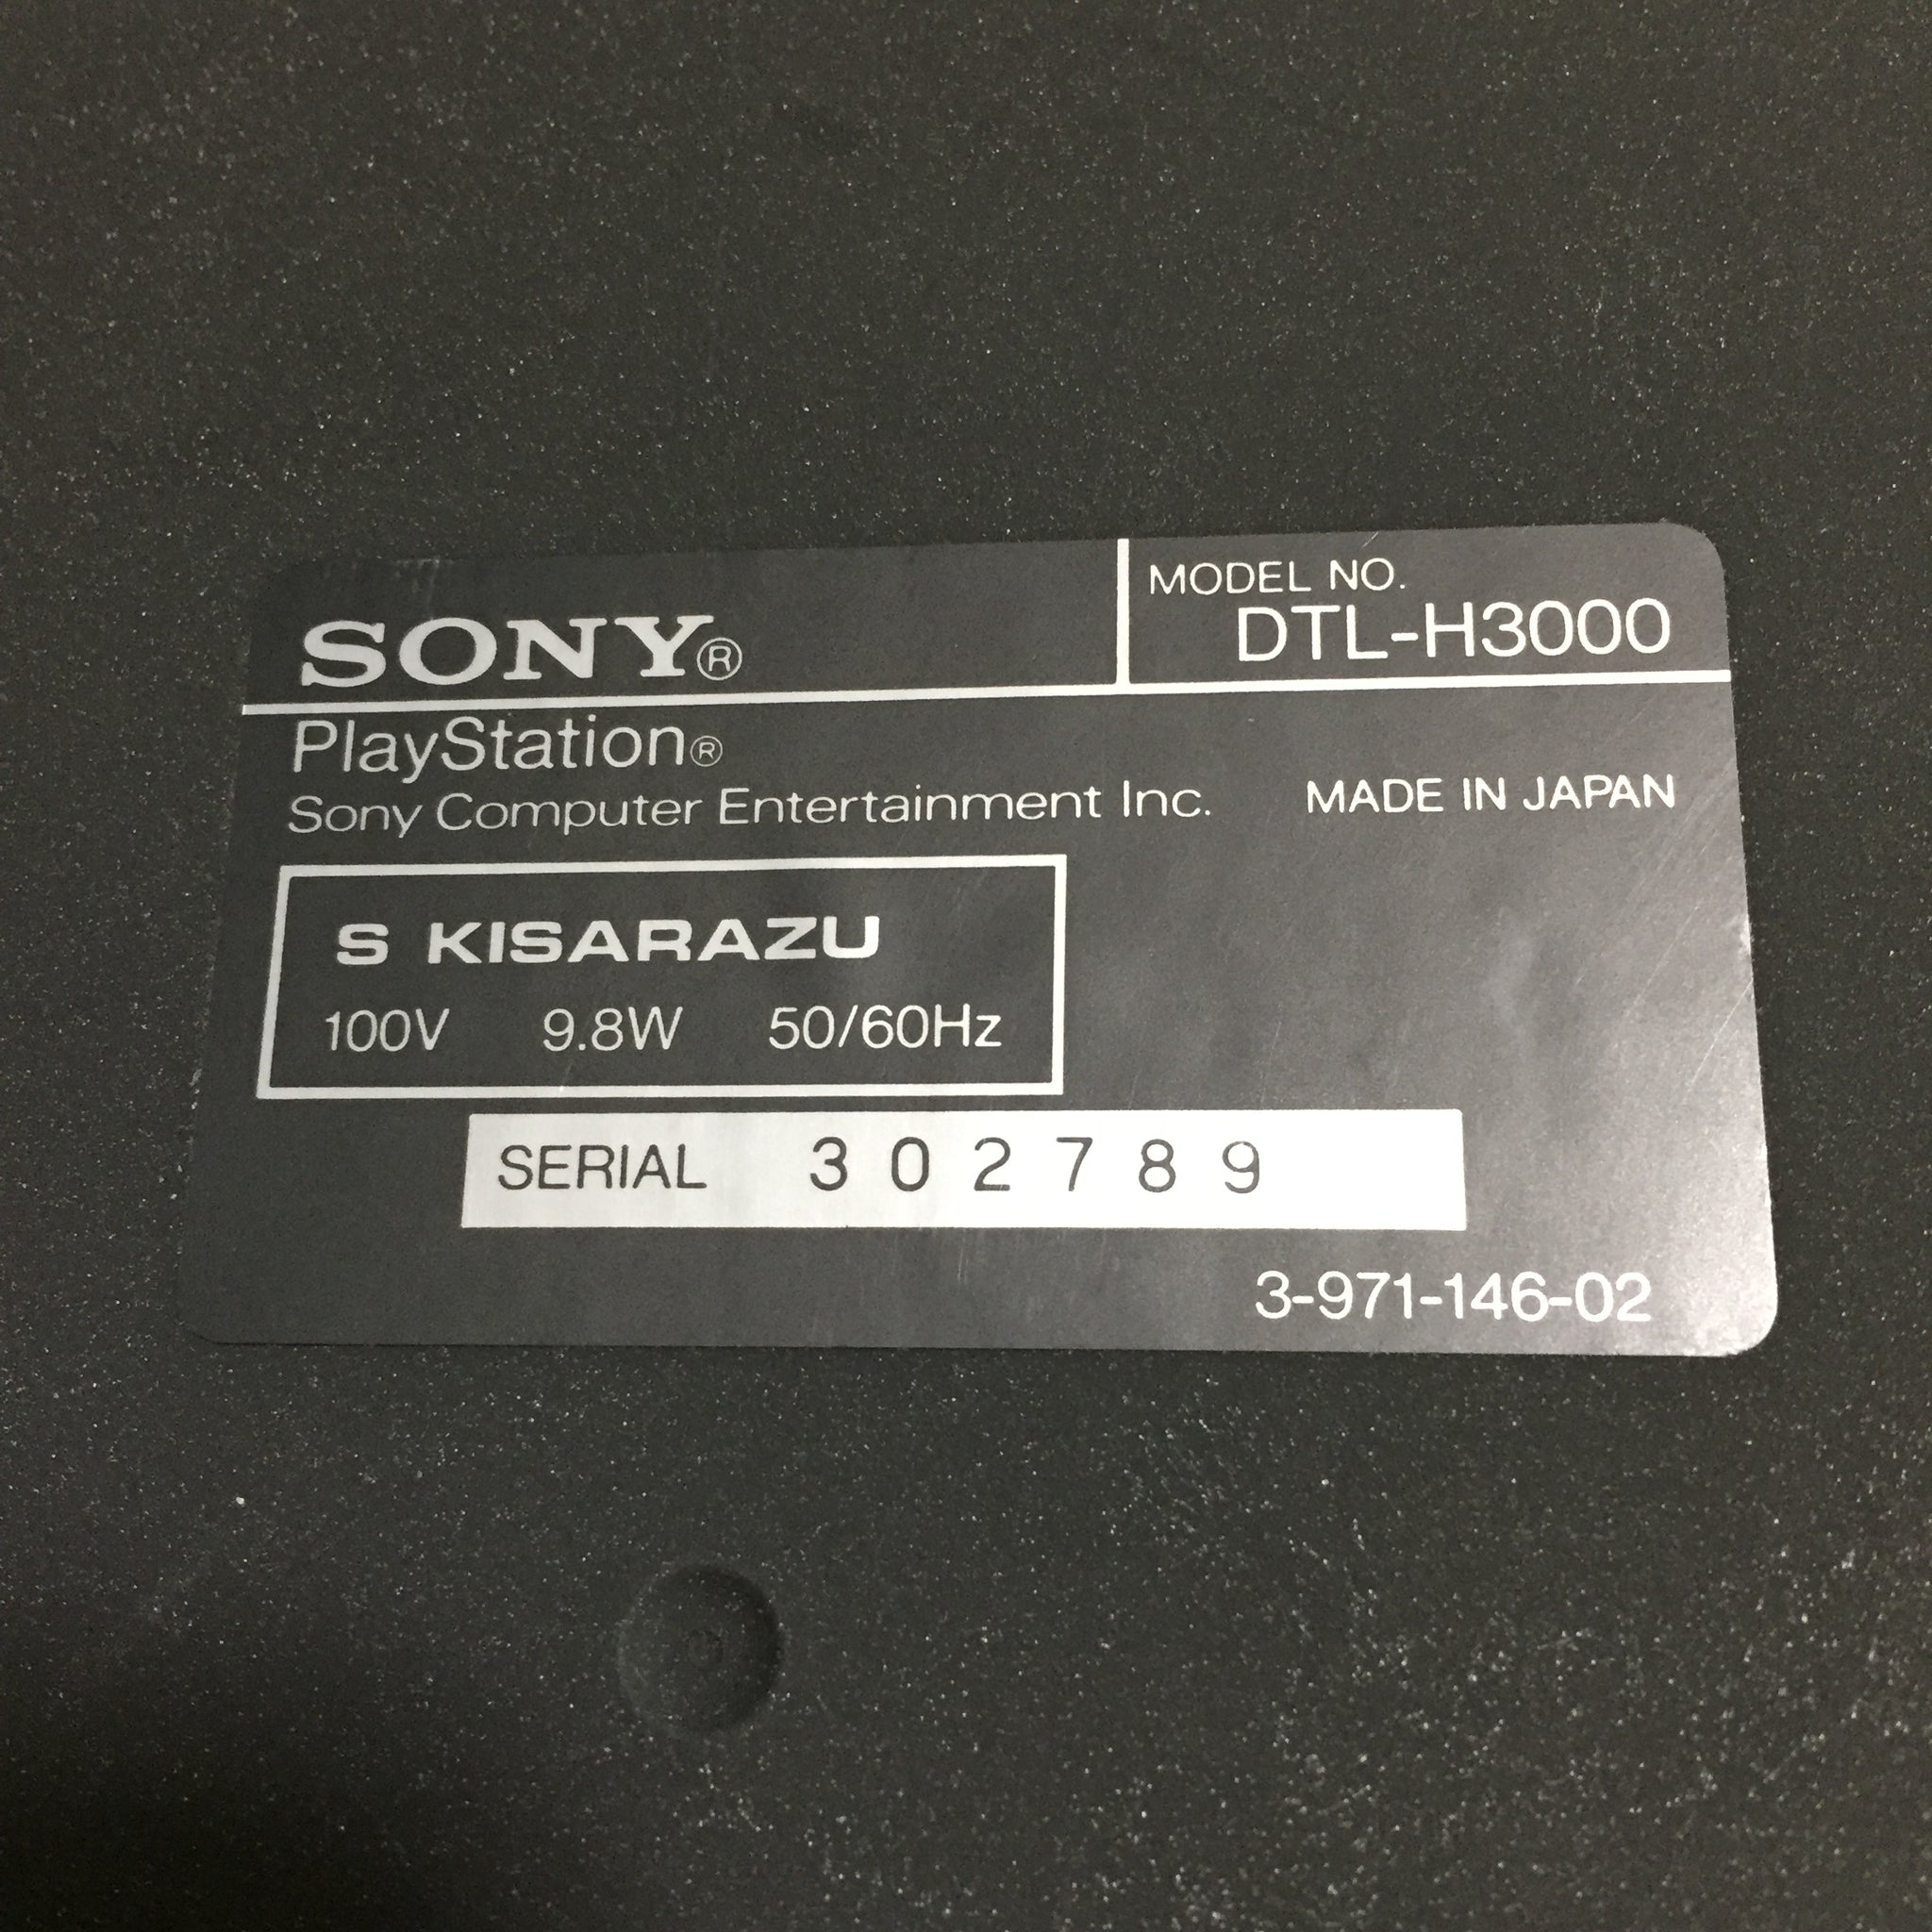 SONY®
MODEL NO.
DTL-H3000
PlayStation®
Sony Computer Entertainment Inc.
MADE IN JAPAN
S KISARAZU
100V 9.8W 50/60Hz
SERIAL 302789
3-971-146-02